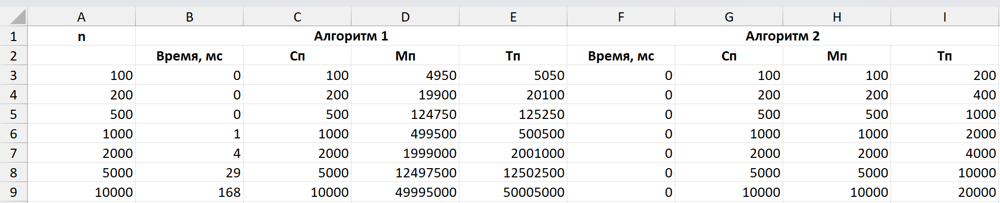 A B C D E F G H I
1 n Алгоритм 1 Алгоритм 2
2 Время, мс Сп Мп Тп Время, мс Сп Мп Тп
3 100 0 100 4950 5050 0 100 100 200
4 200 0 200 19900 20100 0 200 200 400
5 500 0 500 124750 125250 0 500 500 1000
6 1000 1 1000 499500 500500 0 1000 1000 2000
7 2000 4 2000 1999000 2001000 0 2000 2000 4000
8 5000 29 5000 12497500 12502500 0 5000 5000 10000
9 10000 168 10000 49995000 50005000 0 10000 10000 20000